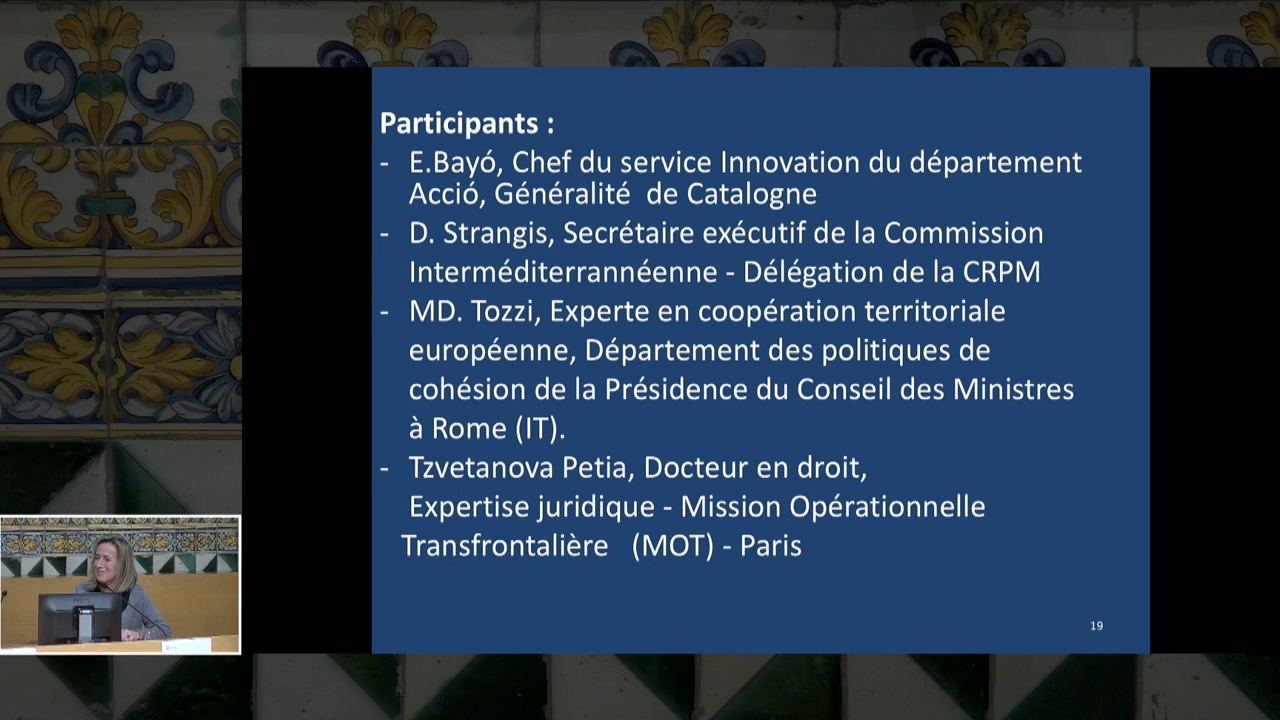 Participants :
- E.Bayó, Chef du service Innovation du département
Acció, Généralité de Catalogne
- D. Strangis, Secrétaire exécutif de la Commission
Interméditerrannéenne - Délégation de la CRPM
- MD. Tozzi, Experte en coopération territoriale
européenne, Département des politiques de
cohésion de la Présidence du Conseil des Ministres
à Rome (IT).
- Tzvetanova Petia, Docteur en droit,
Expertise juridique - Mission Opérationnelle
Transfrontalière (MOT) - Paris
19